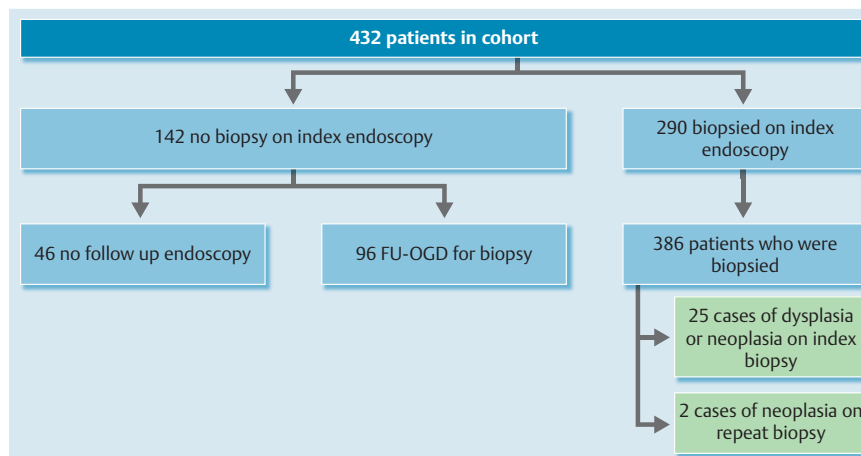 432 patients in cohort
142 no biopsy on index endoscopy
290 biopsied on index
endoscopy
46 no follow up endoscopy
96 FU-OGD for biopsy
386 patients who were
biopsied
25 cases of dysplasia
or neoplasia on index
biopsy
2 cases of neoplasia on
repeat biopsy